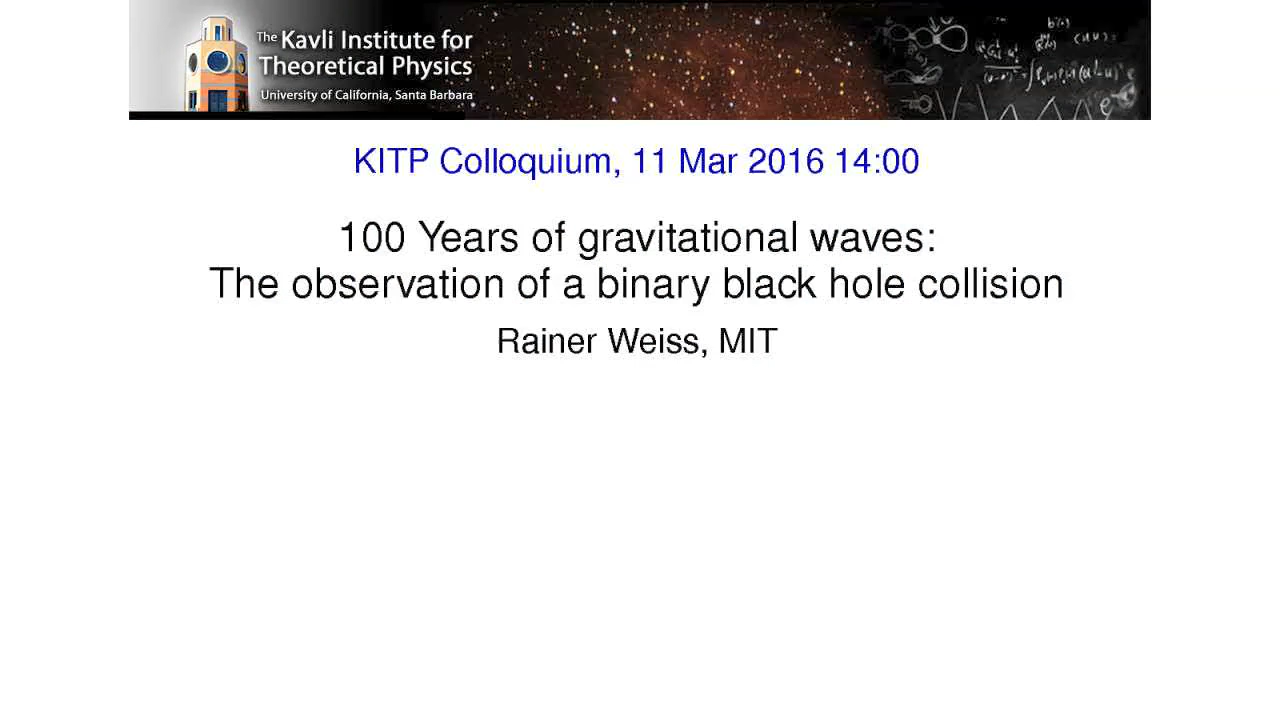 The Kavli Institute for
Theoretical Physics
University of California, Santa Barbara
KITP Colloquium, 11 Mar 2016 14:00
100 Years of gravitational waves:
The observation of a binary black hole collision
Rainer Weiss, MIT